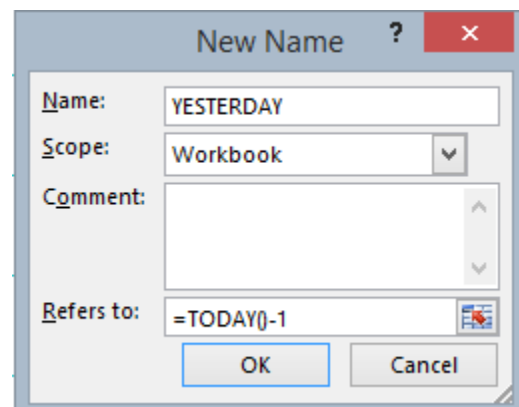 New Name ?
Name: YESTERDAY
Scope: Workbook
Comment:
Refers to: =TODAY()-1
OK Cancel